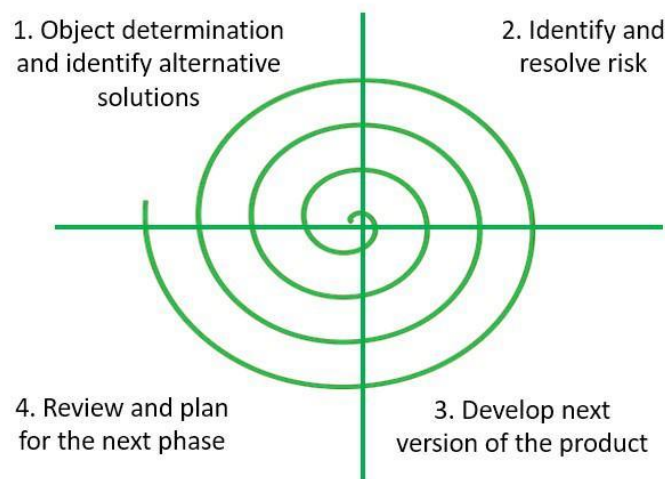 1. Object determination
and identify alternative
solutions
2. Identify and
resolve risk
4. Review and plan
for the next phase
3. Develop next
version of the product